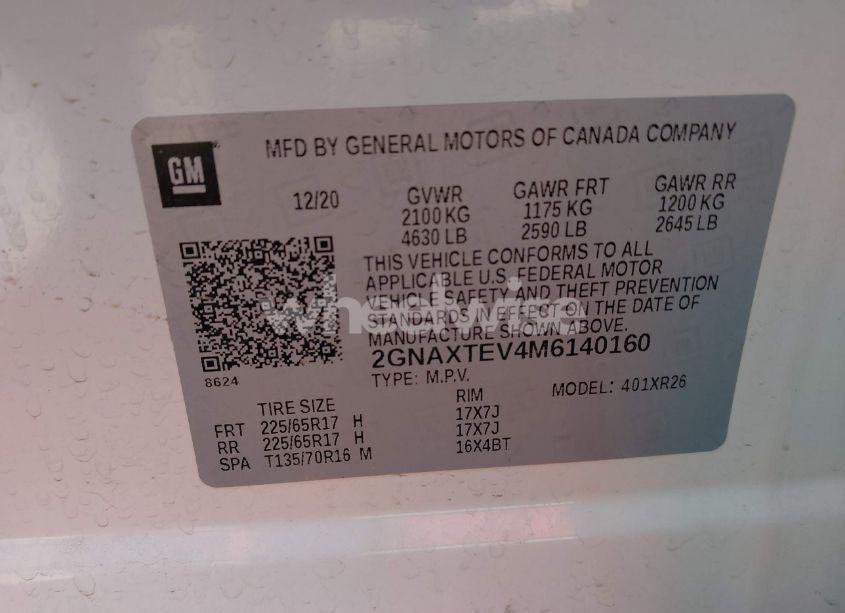 GM
MFD BY GENERAL MOTORS OF CANADA COMPANY
12/20 GVWR GAWR FRT GAWR RR
2100 KG 1175 KG 1200 KG
4630 LB 2590 LB 2645 LB
THIS VEHICLE CONFORMS TO ALL
APPLICABLE U.S. FEDERAL MOTOR
VEHICLE SAFETY AND THEFT PREVENTION
STANDARDS IN EFFECT ON THE DATE OF
MANUFACTURE SHOWN ABOVE.
2GNAXTEV4M6140160
8624
TYPE: M.P.V. MODEL: 401XR26
TIRE SIZE RIM
FRT 225/65R17 H 17X7J
RR 225/65R17 H 17X7J
SPA T135/70R16 M 16X4BT